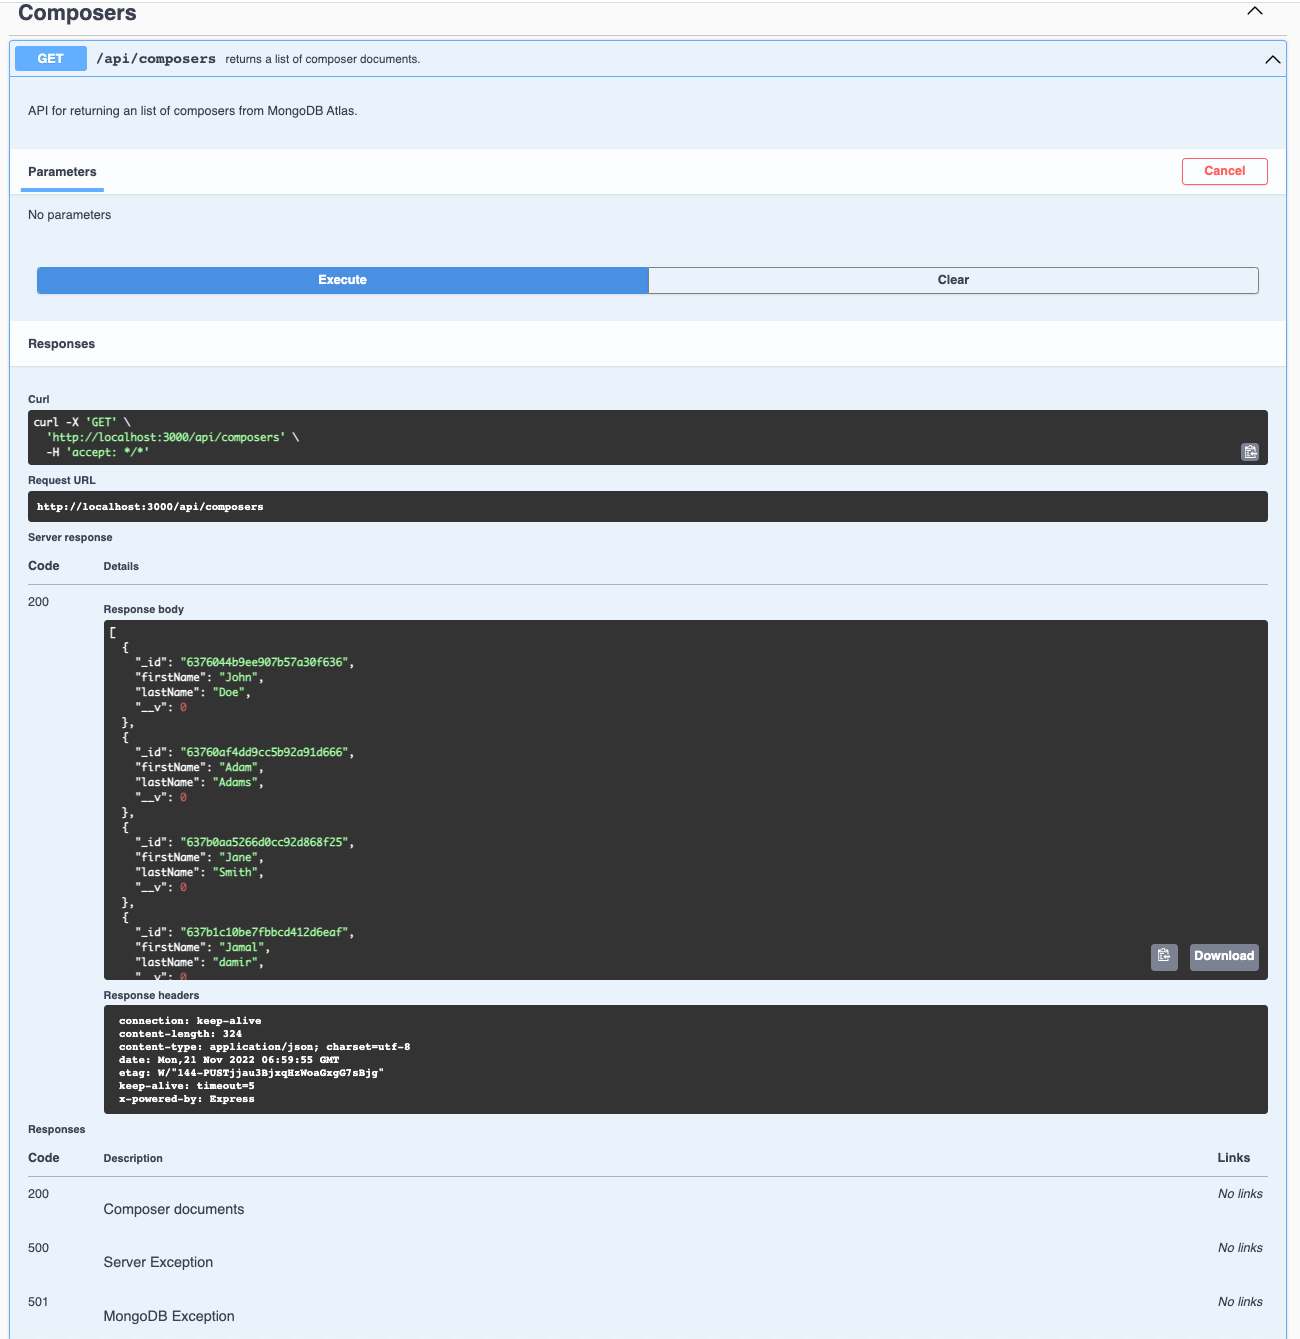 Composers
GET /api/composers returns a list of composer documents.
API for returning an list of composers from MongoDB Atlas.
Parameters
Cancel
No parameters
Execute
Clear
Responses
Curl
curl -X 'GET' \
'http://localhost:3000/api/composers' \
-H 'accept: */*'
Request URL
http://localhost:3000/api/composers
Server response
Code Details
200
Response body
[
{
"_id": "6376044b9ee907b57a30f636",
"firstName": "John",
"lastName": "Doe",
"__v": 0
},
{
"_id": "63760af4dd9cc5b92a91d666",
"firstName": "Adam",
"lastName": "Adams",
"__v": 0
},
{
"_id": "637b0aa5266d0cc92d868f25",
"firstName": "Jane",
"lastName": "Smith",
"__v": 0
},
{
"_id": "637b1c10be7fbbcd412d6eaf",
"firstName": "Jamal",
"lastName": "damir",
"__v": 0
Download
Response headers
connection: keep-alive
content-length: 324
content-type: application/json; charset=utf-8
date: Mon,21 Nov 2022 06:59:55 GMT
etag: W/"144-PUSTjjau3BjxqHzWoaGxgG7sBjg"
keep-alive: timeout=5
x-powered-by: Express
Responses
Code Description Links
200 Composer documents No links
500 Server Exception No links
501 MongoDB Exception No links